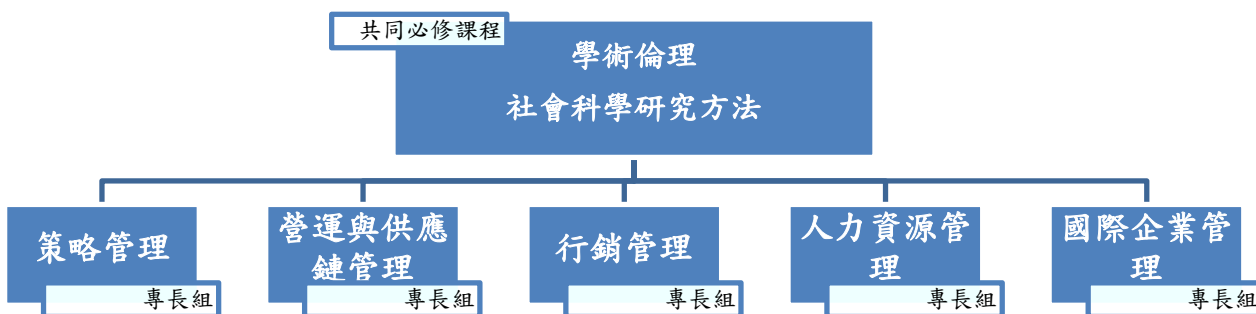 共同必修課程
學術倫理
社會科學研究方法
策略管理
專長組
營運與供應
鏈管理
專長組
行銷管理
專長組
人力資源管
理
專長組
國際企業管
理
專長組